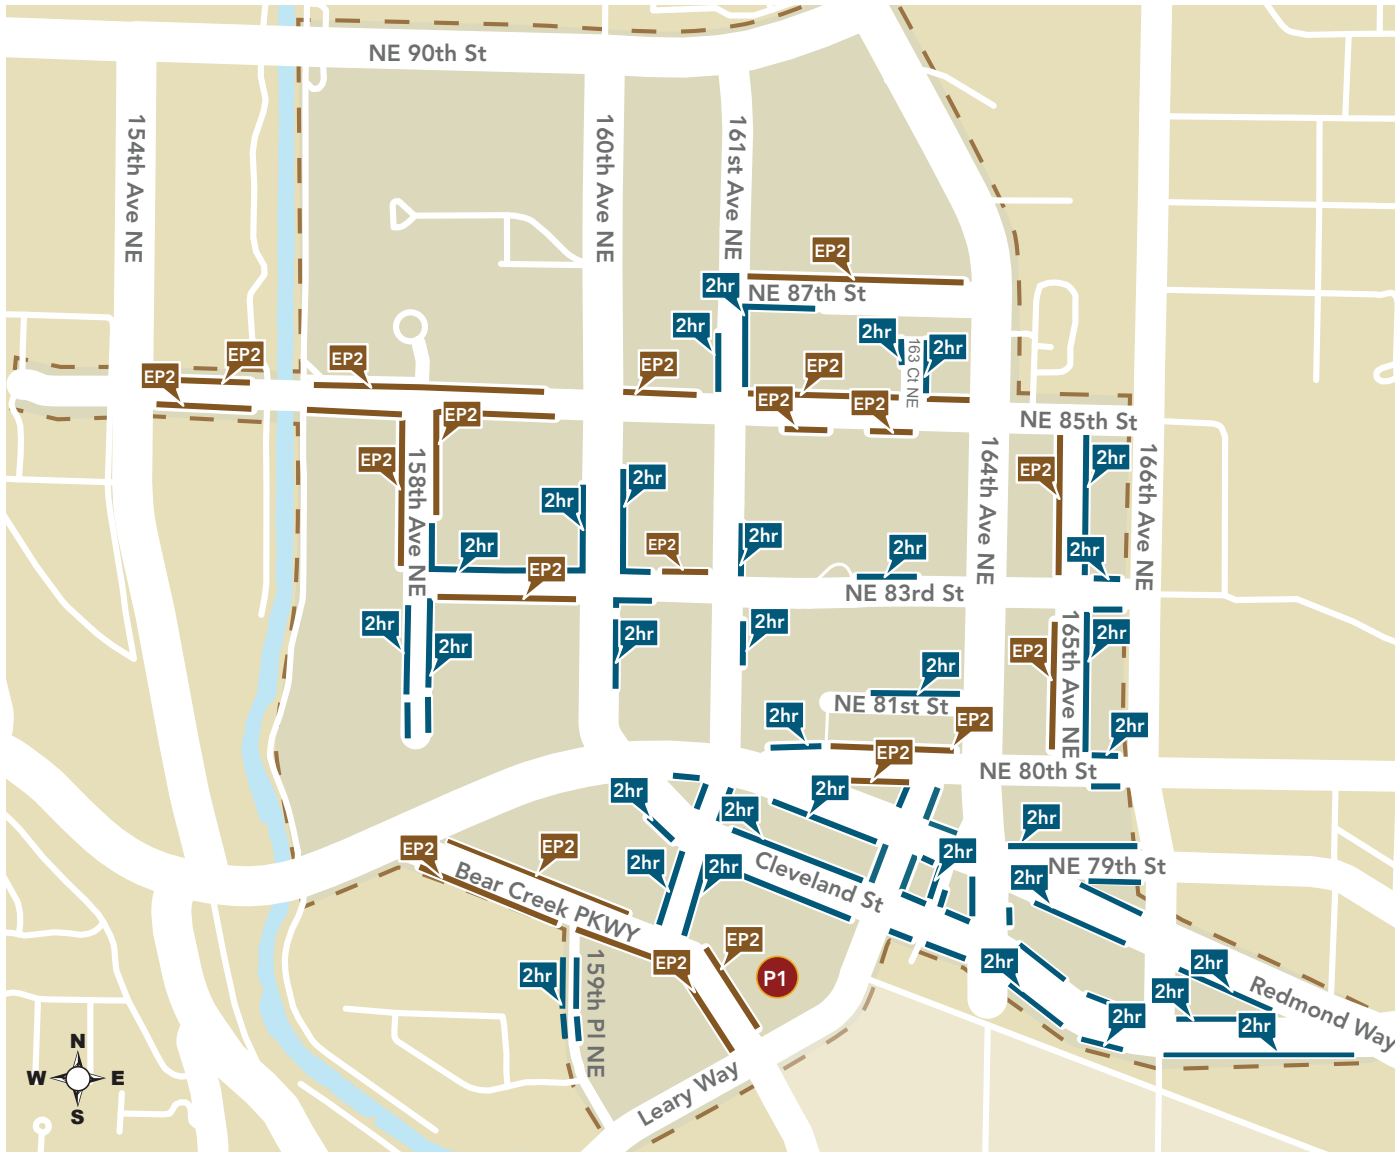 NE 90th St
154th Ave NE
160th Ave NE
161st Ave NE
EP2
2hr
NE 87th St
2hr
2hr
2hr
163 Ct NE
EP2
EP2
EP2
EP2
EP2
EP2
EP2
NE 85th St
EP2
158th Ave NE
EP2
164th Ave NE
166th Ave NE
2hr
EP2
2hr
2hr
2hr
EP2
2hr
2hr
2hr
EP2
NE 83rd St
2hr
2hr
2hr
2hr
165th Ave NE
2hr
EP2
2hr
NE 81st St
2hr
EP2
2hr
EP2
NE 80th St
2hr
2hr
2hr
2hr
EP2
EP2
2hr
2hr
2hr
NE 79th St
2hr
Bear Creek PKWY
Cleveland St
EP2
EP2
P1
2hr
159th Pl NE
2hr
2hr
2hr
2hr
2hr
Redmond Way
Leary Way
N
W E
S